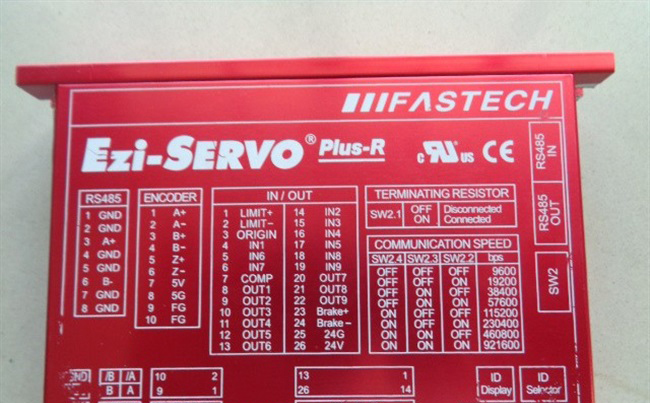 FASTECH
Ezi-SERVO® Plus-R
c RU us CE
RS485 IN
RS485 OUT
SW2
RS485
1 GND
2 GND
3 A+
4 GND
5 GND
6 B-
7 GND
8 GND
ENCODER
1 A+
2 A-
3 B+
4 B-
5 Z+
6 Z-
7 5V
8 5G
9 FG
10 FG
IN / OUT
1 LIMIT+ 14 IN2
2 LIMIT- 15 IN3
3 ORIGIN 16 IN4
4 IN1 17 IN5
5 IN6 18 IN8
6 IN7 19 IN9
7 COMP 20 OUT7
8 OUT1 21 OUT8
9 OUT2 22 OUT9
10 OUT3 23 Brake+
11 OUT4 24 Brake-
12 OUT5 25 24G
13 OUT6 26 24V
TERMINATING RESISTOR
SW2.1 OFF Disconnected
ON Connected
COMMUNICATION SPEED
SW2.4 SW2.3 SW2.2 bps
OFF OFF OFF 9600
OFF OFF ON 19200
OFF ON OFF 38400
OFF ON ON 57600
ON OFF OFF 115200
ON OFF ON 230400
ON ON OFF 460800
ON ON ON 921600
/B /A
B A
10 2
9 1
13 1
26 14
ID Display
ID Selector